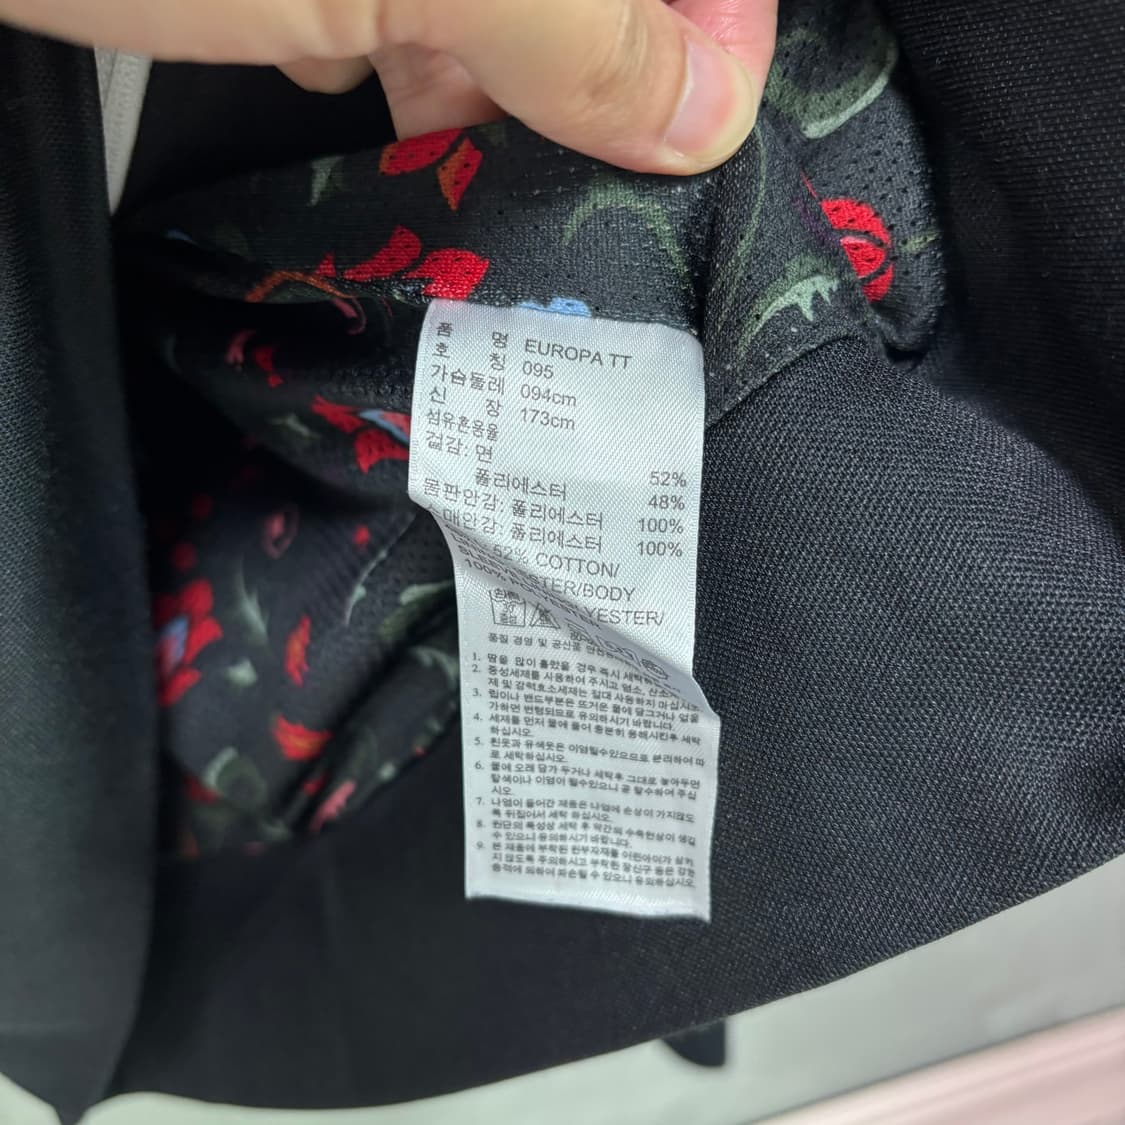 품 명 EUROPA TT
호 칭 095
가슴둘레 094cm
신 장 173cm
섬유혼용율
겉감: 면 52%
폴리에스터 48%
몸판안감: 폴리에스터 100%
소매안감: 폴리에스터 100%
52% COTTON/
/BODY
100%
품질 경영 및 공산품
1. 땀을 많이 흘렸을 경우 즉시
2. 중성세제를 사용하여 주시고 염소, 산소
제 및 강력효소세제는 절대 사용하지 마십시오
3. 립이나 밴드부분은 뜨거운 물에 담그거나
가하면 변형되므로 유의하시기 바랍니다.
4. 세제를 먼저 물에 풀어 충분히 용해시킨후 세탁
하십시오.
5. 흰옷과 유색옷은 이염될수있으므로 분리하여 따
로 세탁하십시오.
6. 물에 오래 담가 두거나 세탁후 그대로 놓아두면
탈색이나 이염이 될수있으니 곧 탈수하여 주십
시오.
7. 나염이 들어간 제품은 나염에 손상이 가지않도
록 뒤집어서 세탁 하십시오.
8. 원단의 특성상 세탁 후 약간의 수축현상이 생길
수 있으니 유의하시기 바랍니다.
9. 본 제품에 부착된 원부자재를 어린아이가 삼키
지 않도록 주의하시고 부착한 장신구 등은 강한
충격에 의하여 파손될 수 있으니 유의하십시오.